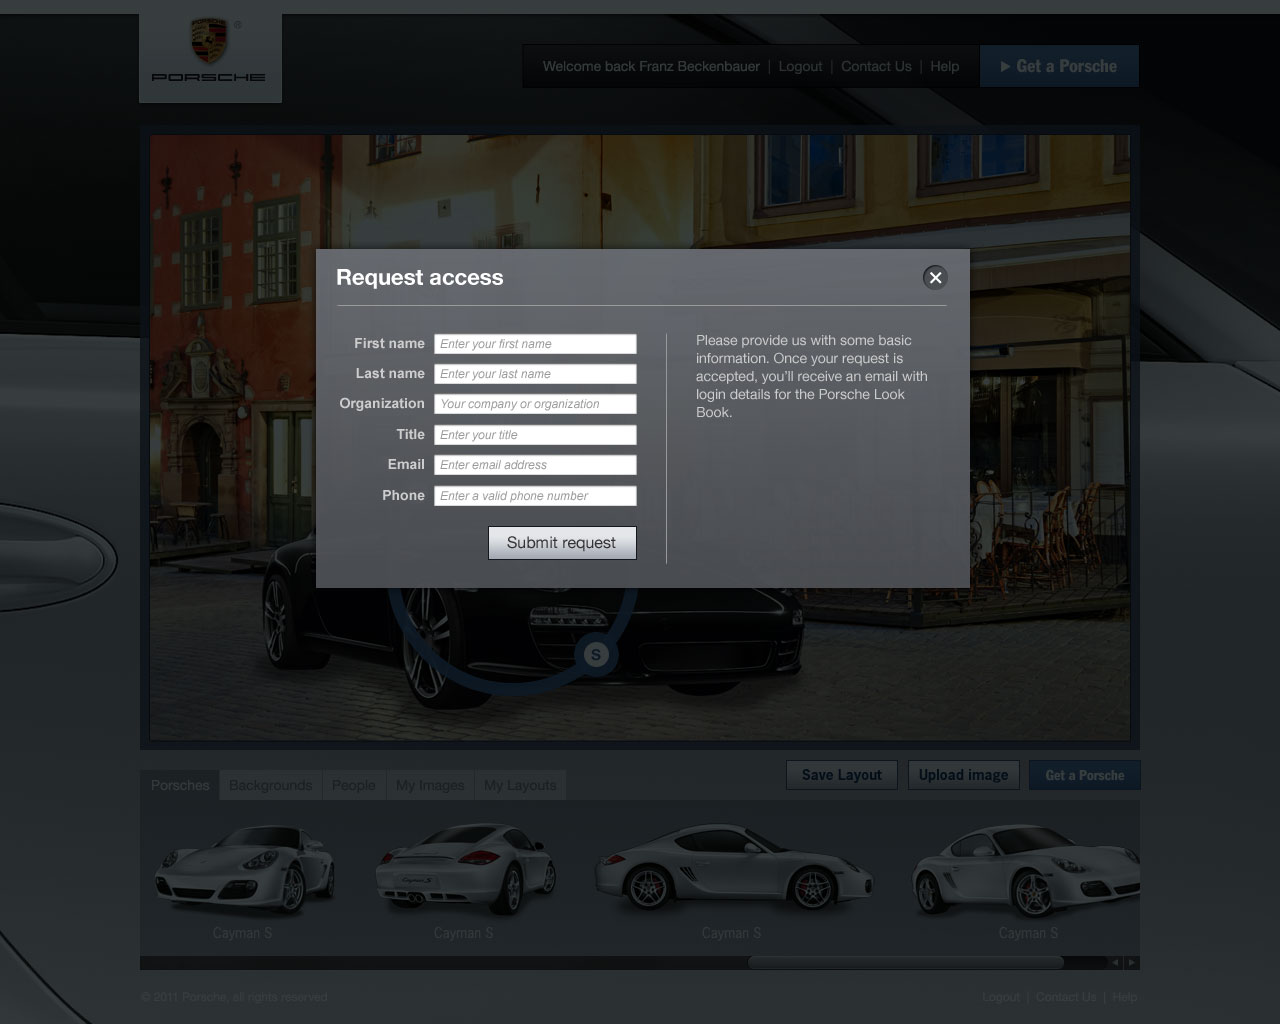 PORSCHE
®
PORSCHE
Welcome back Franz Beckenbauer | Logout | Contact Us | Help
Get a Porsche
Request access
First name Enter your first name
Last name Enter your last name
Organization Your company or organization
Title Enter your title
Email Enter email address
Phone Enter a valid phone number
Submit request
Please provide us with some basic
information. Once your request is
accepted, you’ll receive an email with
login details for the Porsche Look
Book.
S
Porsches Backgrounds People My Images My Layouts
Save Layout Upload image Get a Porsche
Cayman S
Cayman S Cayman S Cayman S Cayman S
© 2011 Porsche, all rights reserved
Logout | Contact Us | Help